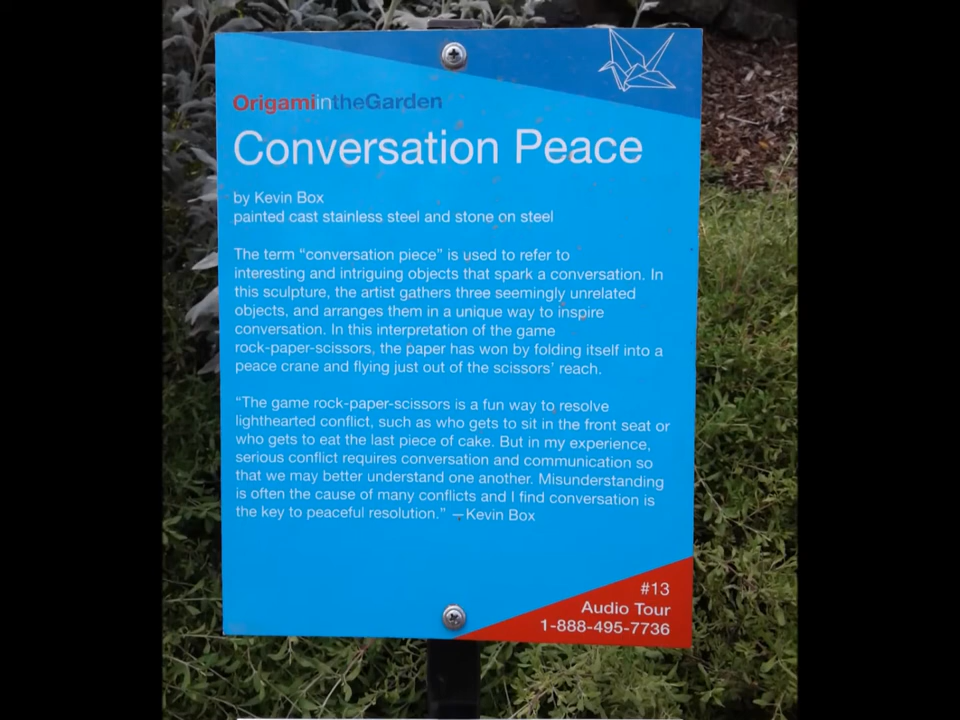 OrigamiintheGarden
Conversation Peace
by Kevin Box
painted cast stainless steel and stone on steel
The term “conversation piece” is used to refer to
interesting and intriguing objects that spark a conversation. In
this sculpture, the artist gathers three seemingly unrelated
objects, and arranges them in a unique way to inspire
conversation. In this interpretation of the game
rock-paper-scissors, the paper has won by folding itself into a
peace crane and flying just out of the scissors’ reach.
“The game rock-paper-scissors is a fun way to resolve
lighthearted conflict, such as who gets to sit in the front seat or
who gets to eat the last piece of cake. But in my experience,
serious conflict requires conversation and communication so
that we may better understand one another. Misunderstanding
is often the cause of many conflicts and I find conversation is
the key to peaceful resolution.” —Kevin Box
#13
Audio Tour
1-888-495-7736